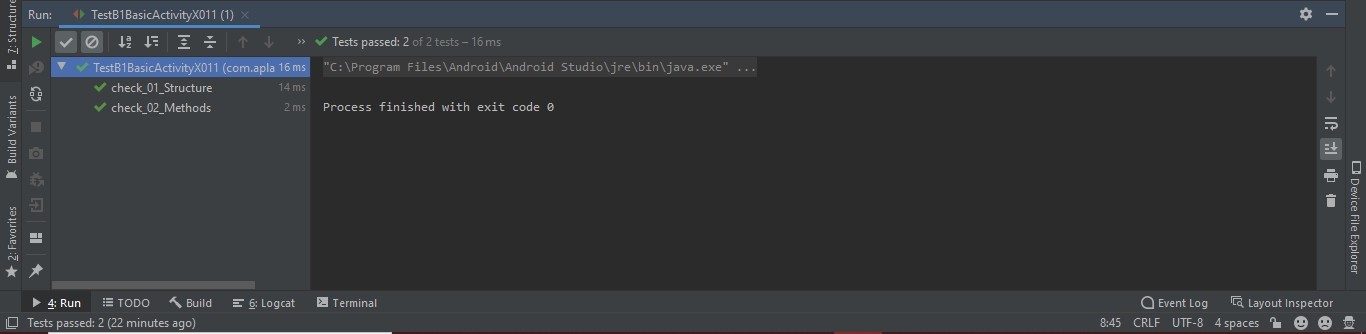 Run: TestB1BasicActivityX011 (1)
Tests passed: 2 of 2 tests – 16 ms
TestB1BasicActivityX011 (com.apla 16 ms
check_01_Structure 14 ms
check_02_Methods 2 ms
"C:\Program Files\Android\Android Studio\jre\bin\java.exe" ...
Process finished with exit code 0
7: Structure
Build Variants
2: Favorites
Device File Explorer
4: Run TODO Build 6: Logcat Terminal Event Log Layout Inspector
Tests passed: 2 (22 minutes ago) 8:45 CRLF UTF-8 4 spaces